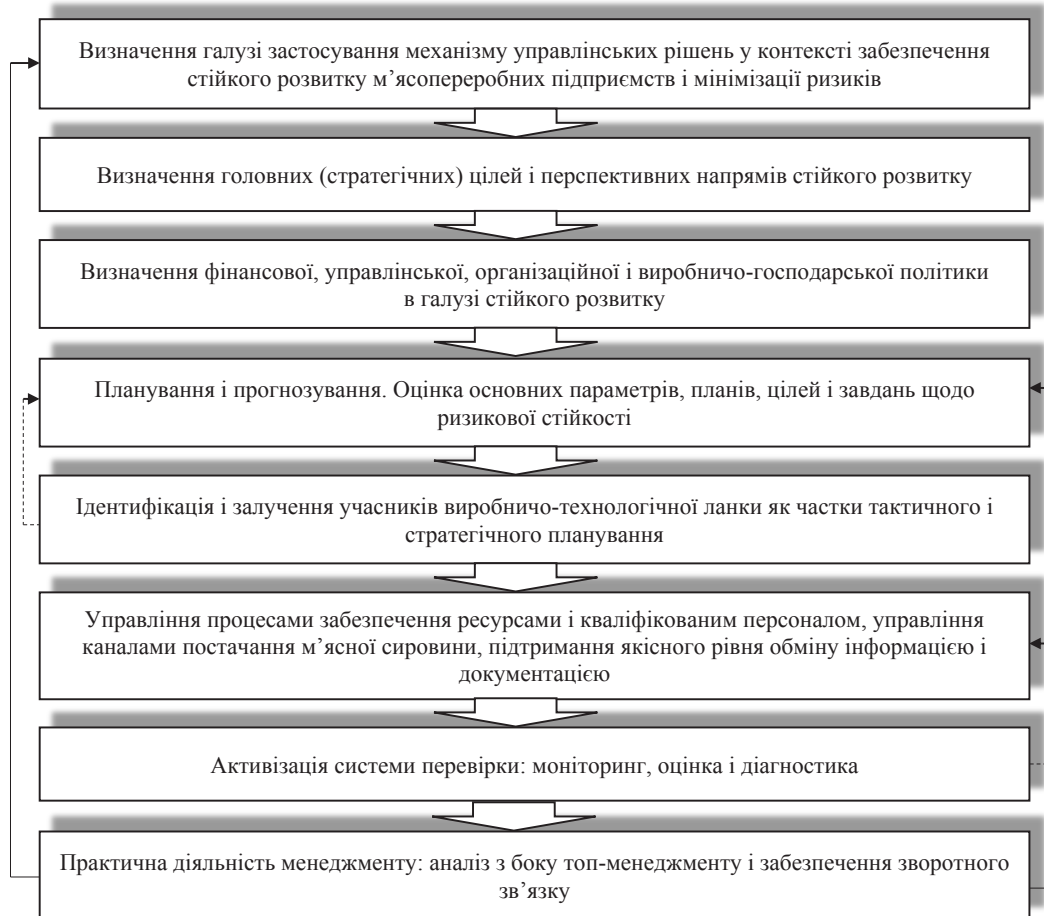 Визначення галузі застосування механізму управлінських рішень у контексті забезпечення
стійкого розвитку м’ясопереробних підприємств і мінімізації ризиків
Визначення головних (стратегічних) цілей і перспективних напрямів стійкого розвитку
Визначення фінансової, управлінської, організаційної і виробничо-господарської політики
в галузі стійкого розвитку
Планування і прогнозування. Оцінка основних параметрів, планів, цілей і завдань щодо
ризикової стійкості
Ідентифікація і залучення учасників виробничо-технологічної ланки як частки тактичного і
стратегічного планування
Управління процесами забезпечення ресурсами і кваліфікованим персоналом, управління
каналами постачання м’ясної сировини, підтримання якісного рівня обміну інформацією і
документацією
Активізація системи перевірки: моніторинг, оцінка і діагностика
Практична діяльність менеджменту: аналіз з боку топ-менеджменту і забезпечення зворотного
зв’язку